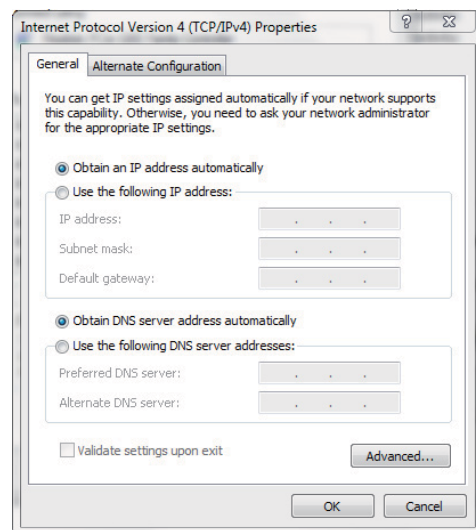 Internet Protocol Version 4 (TCP/IPv4) Properties
General
Alternate Configuration
You can get IP settings assigned automatically if your network supports
this capability. Otherwise, you need to ask your network administrator
for the appropriate IP settings.
Obtain an IP address automatically
Use the following IP address:
IP address:
Subnet mask:
Default gateway:
Obtain DNS server address automatically
Use the following DNS server addresses:
Preferred DNS server:
Alternate DNS server:
Validate settings upon exit
Advanced...
OK
Cancel